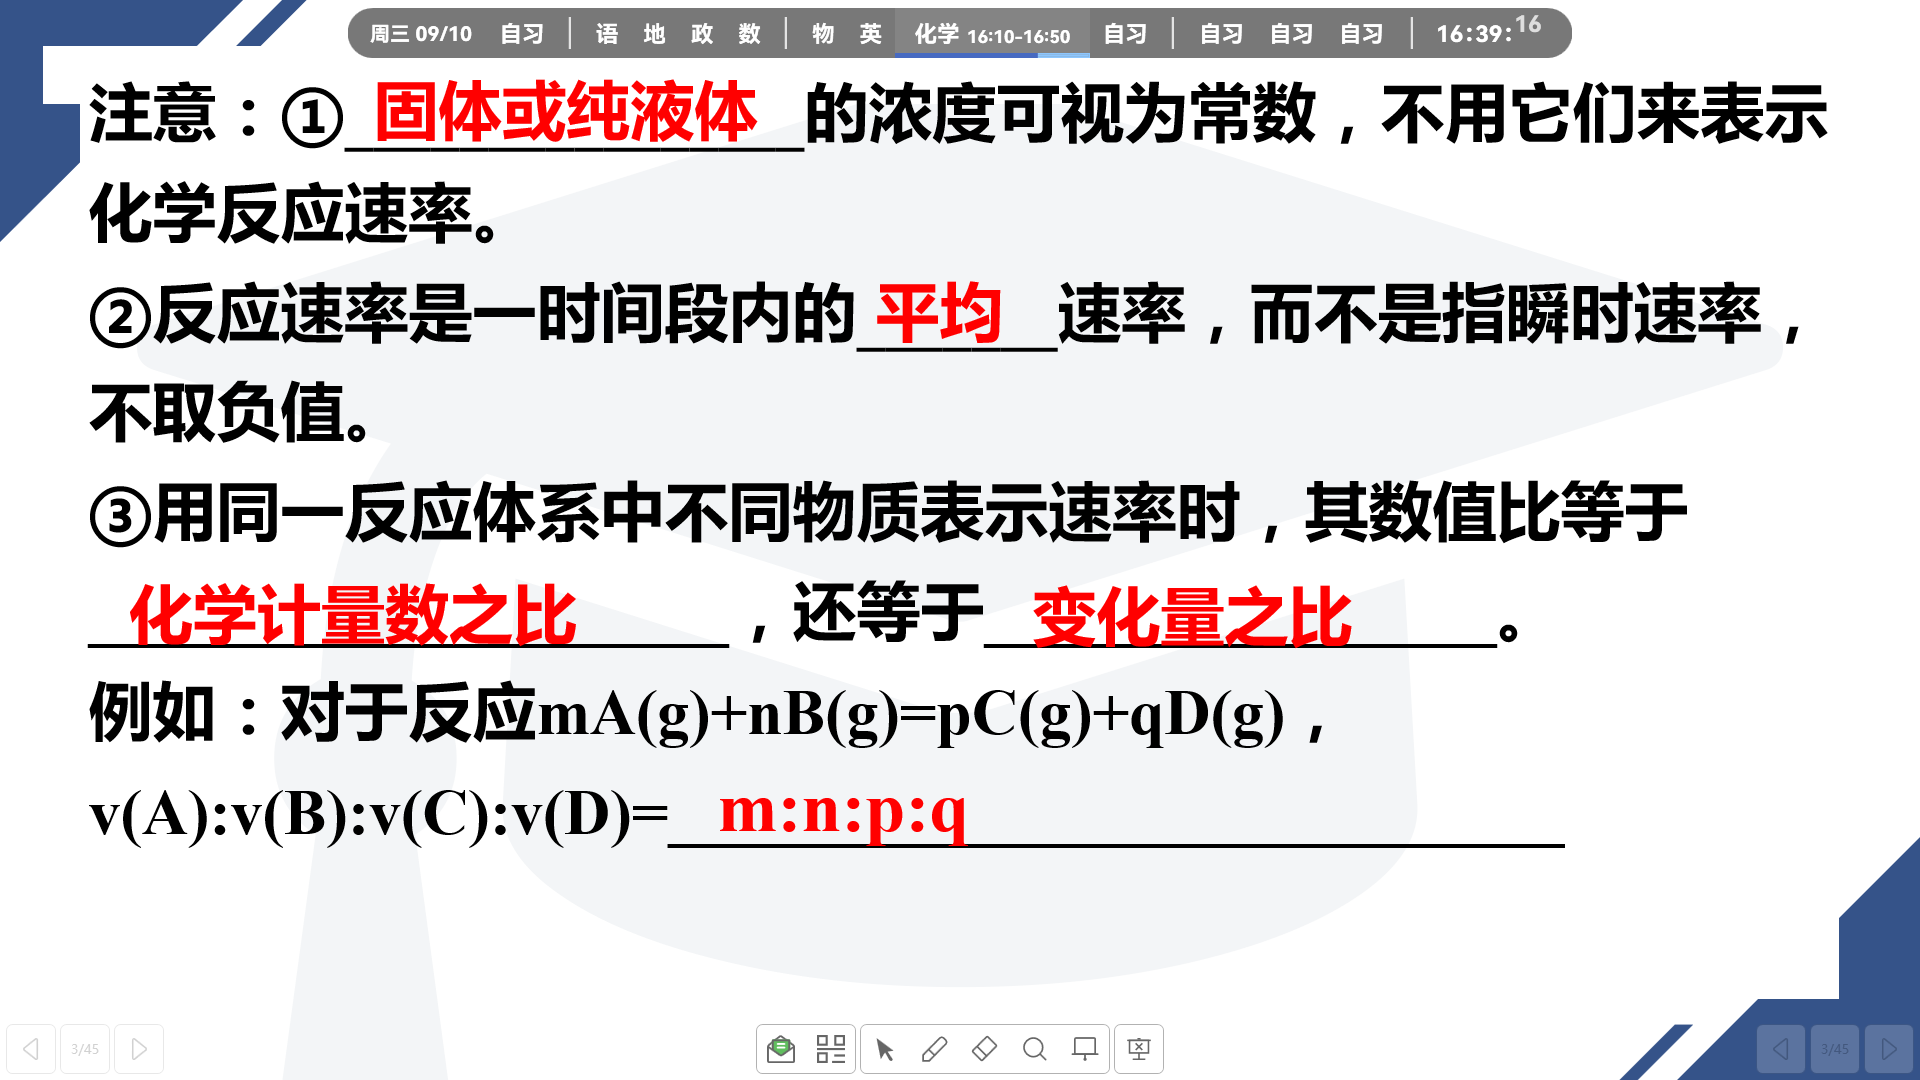 周三 09/10 自习 | 语 地 政 数 | 物 英 化学 16:10-16:50 自习 | 自习 自习 自习 | 16:39:16
注意：①固体或纯液体的浓度可视为常数，不用它们来表示
化学反应速率。
②反应速率是一时间段内的平均速率，而不是指瞬时速率，
不取负值。
③用同一反应体系中不同物质表示速率时，其数值比等于
化学计量数之比，还等于变化量之比。
例如：对于反应mA(g)+nB(g)=pC(g)+qD(g)，
v(A):v(B):v(C):v(D)=m:n:p:q
3/45
3/45